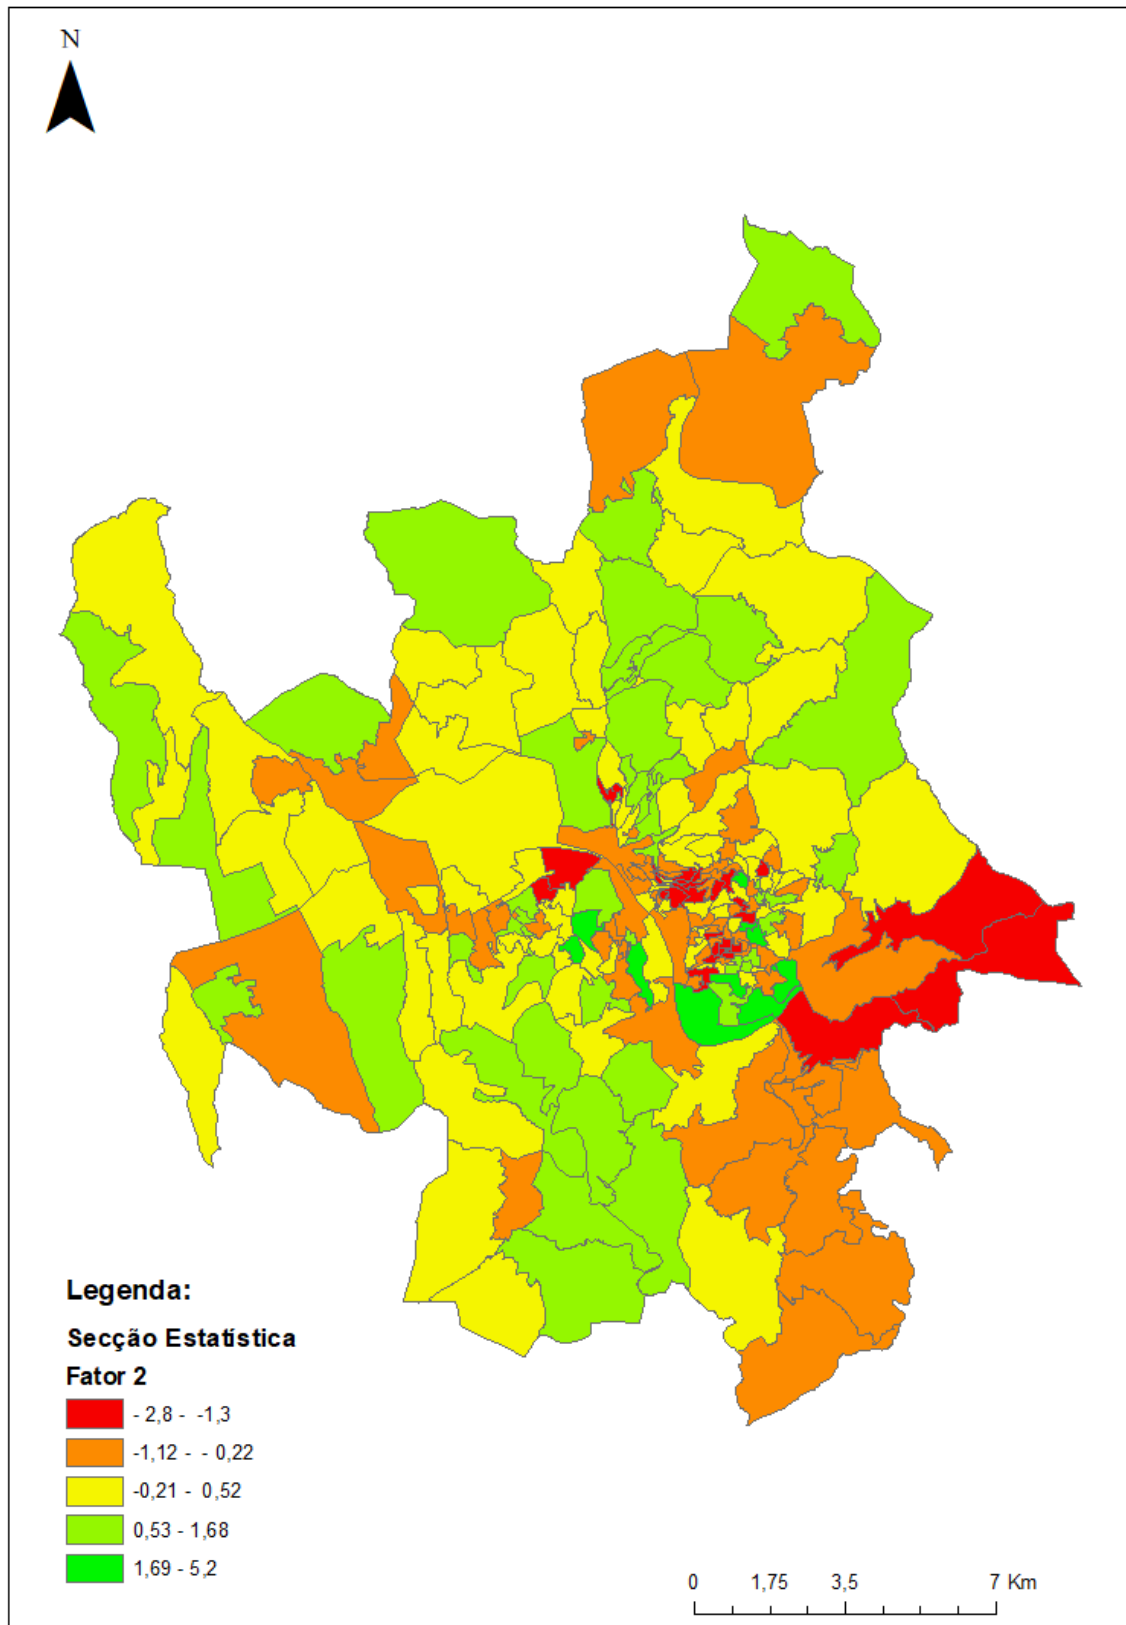 N
Legenda:
Secção Estatística
Fator 2
- 2,8 - -1,3
-1,12 - - 0,22
-0,21 - 0,52
0,53 - 1,68
1,69 - 5,2
0 1,75 3,5 7 Km